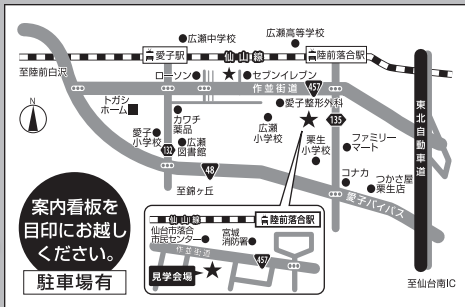 広瀬中学校
広瀬高等学校
愛子駅
仙山線
陸前落合駅
至陸前白沢
ローソン
セブンイレブン
作並街道
457
N
トガシ
ホーム
カワチ
薬品
愛子整形外科
135
東北自動車道
広瀬
小学校
愛子
小学校
132
広瀬
図書館
栗生
小学校
ファミリー
マート
48
コナカ
つかさ屋
栗生店
至錦ヶ丘
愛子バイパス
案内看板を
目印にお越し
ください。
駐車場有
仙山線
陸前落合駅
仙台市落合
市民センター
宮城
消防署
作並街道
457
見学会場
至仙台南IC